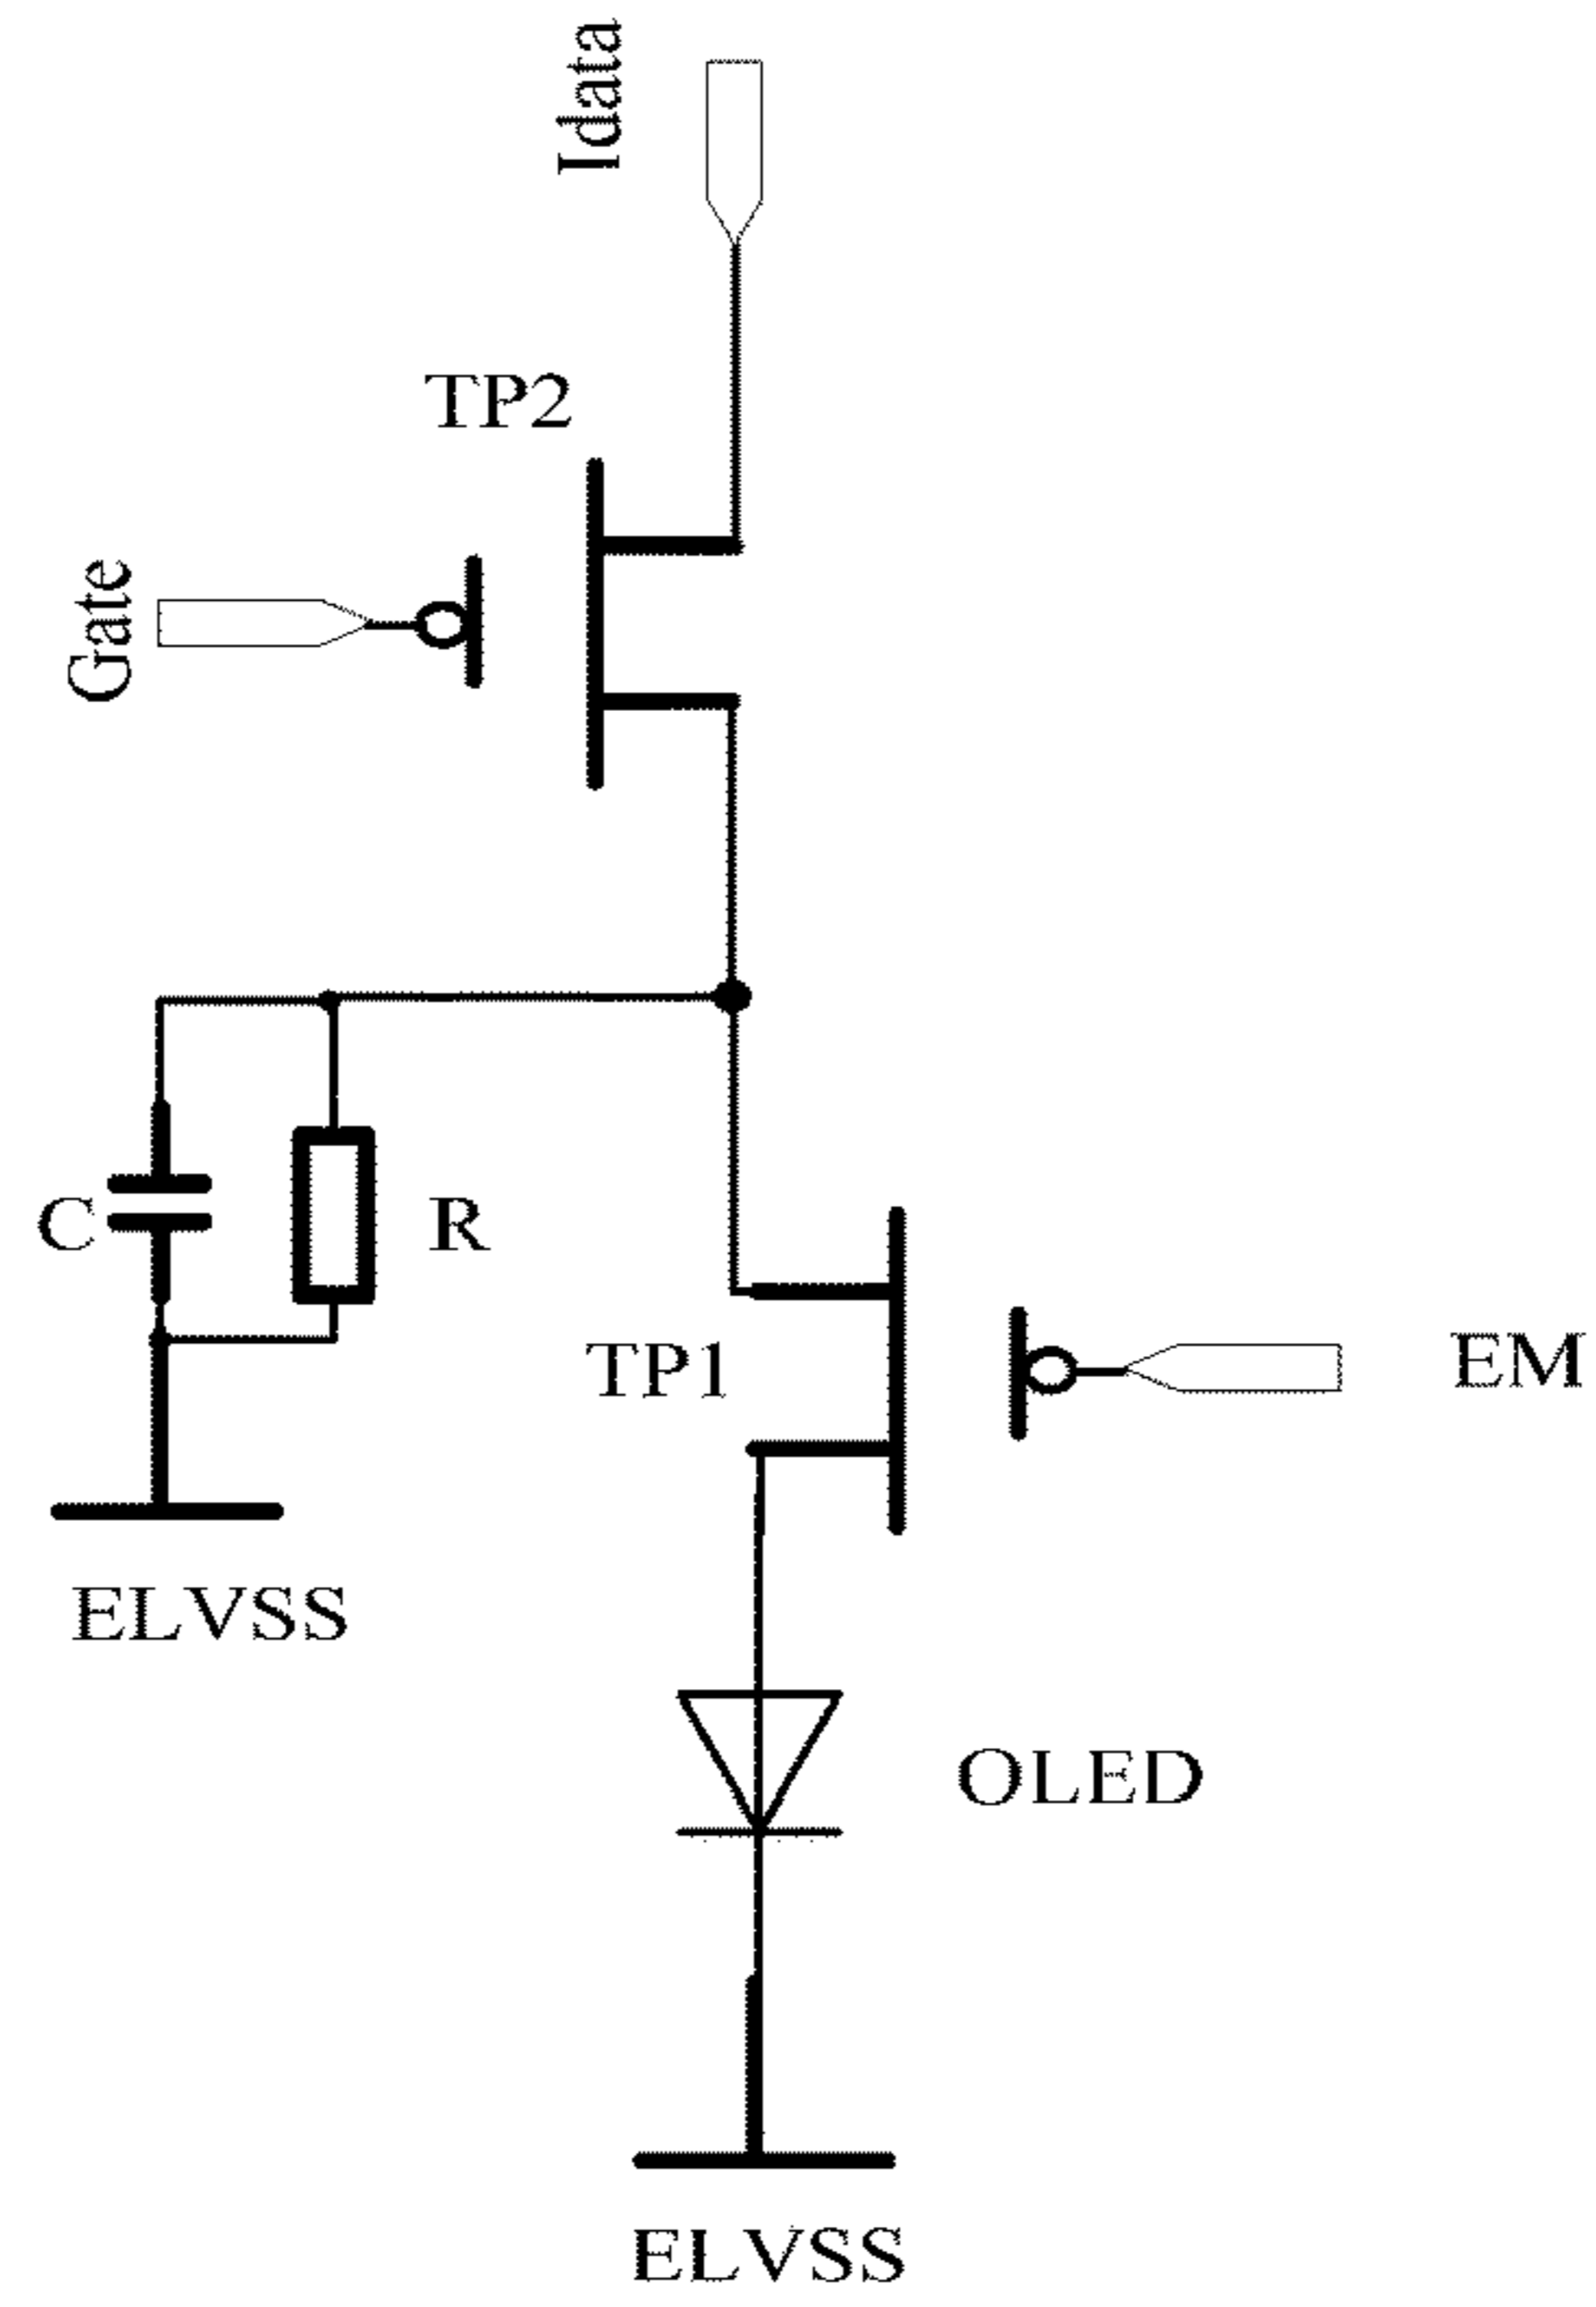 Idata
TP2
Gate
C
R
TP1
EM
ELVSS
OLED
ELVSS